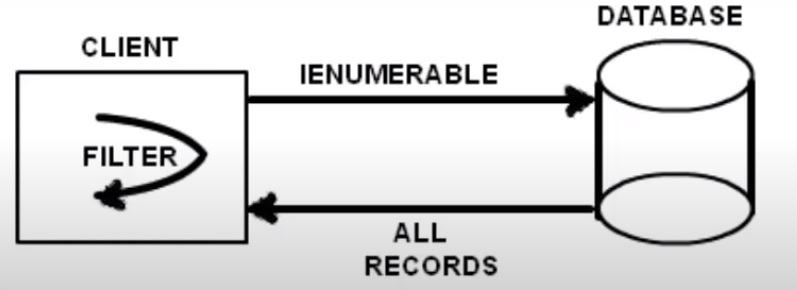 DATABASE
CLIENT
IENUMERABLE
FILTER
ALL
RECORDS